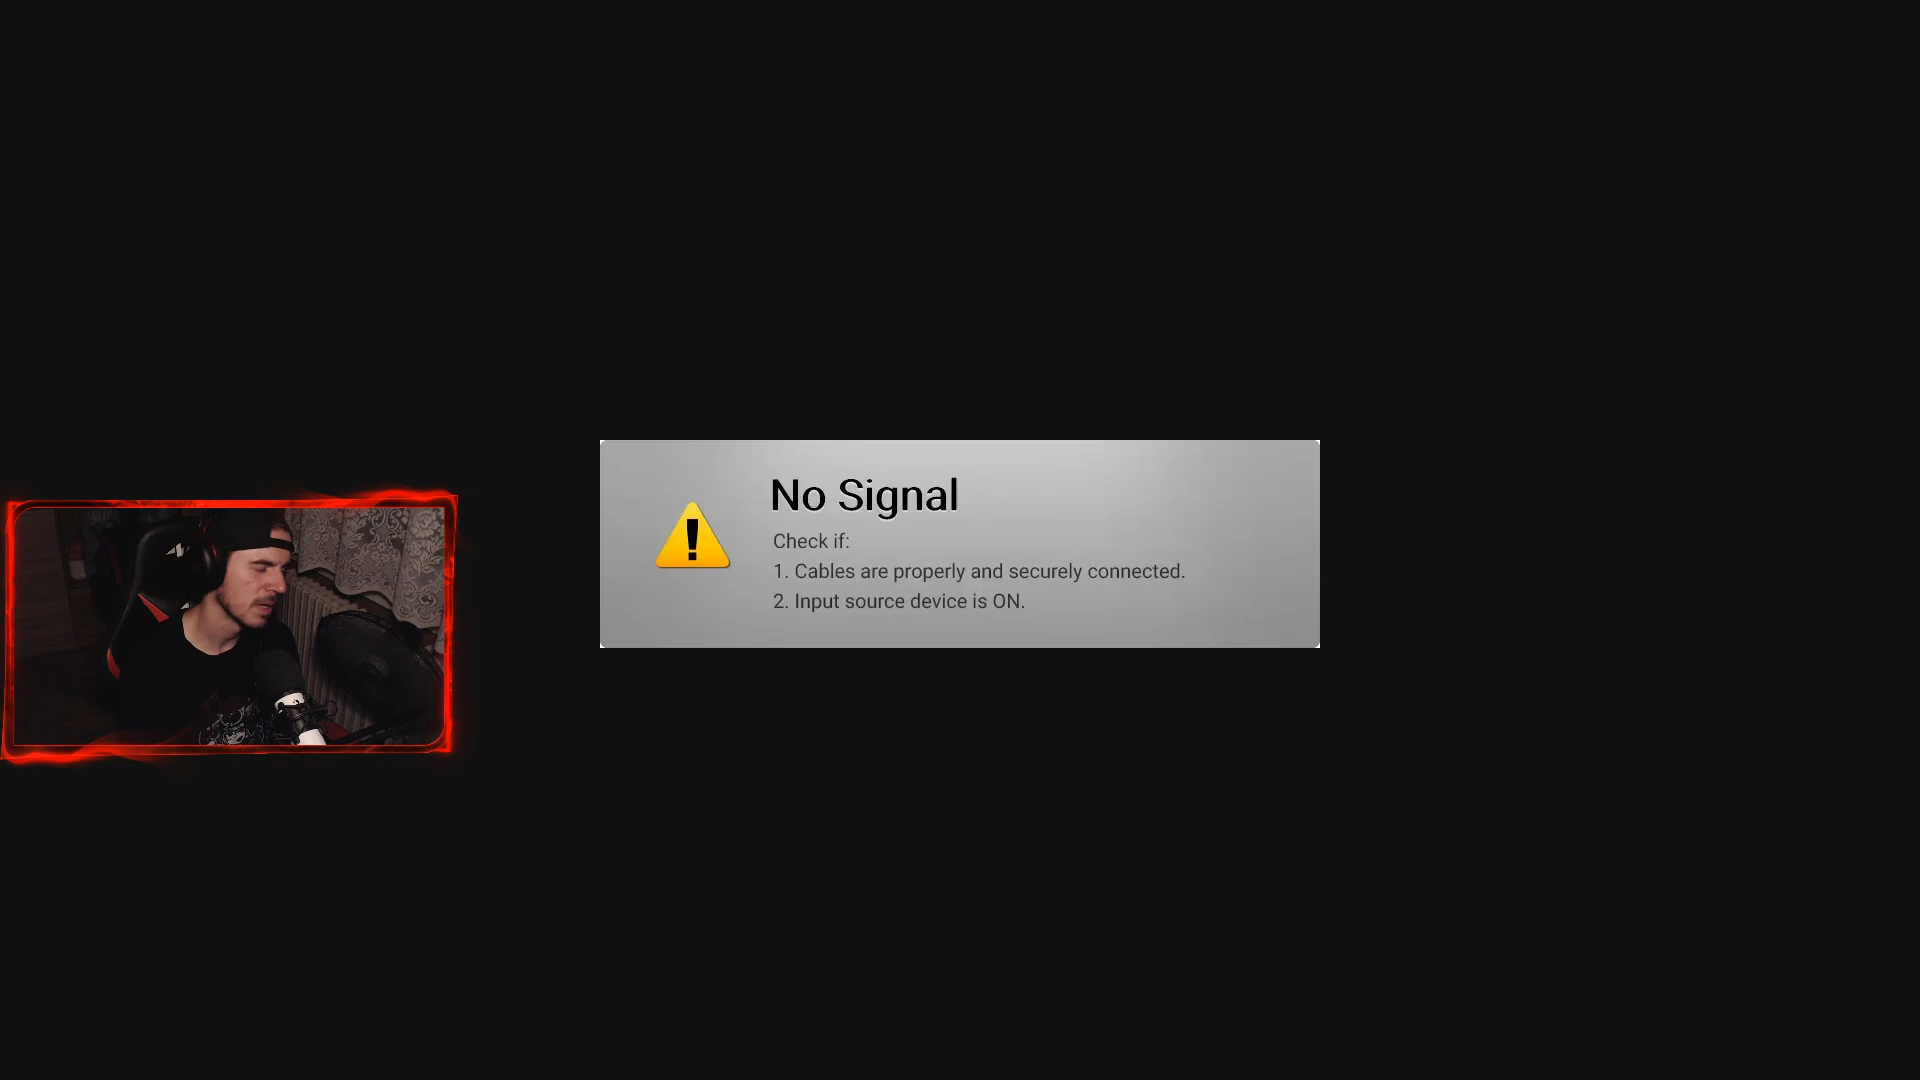 No Signal
Check if:
1. Cables are properly and securely connected.
2. Input source device is ON.